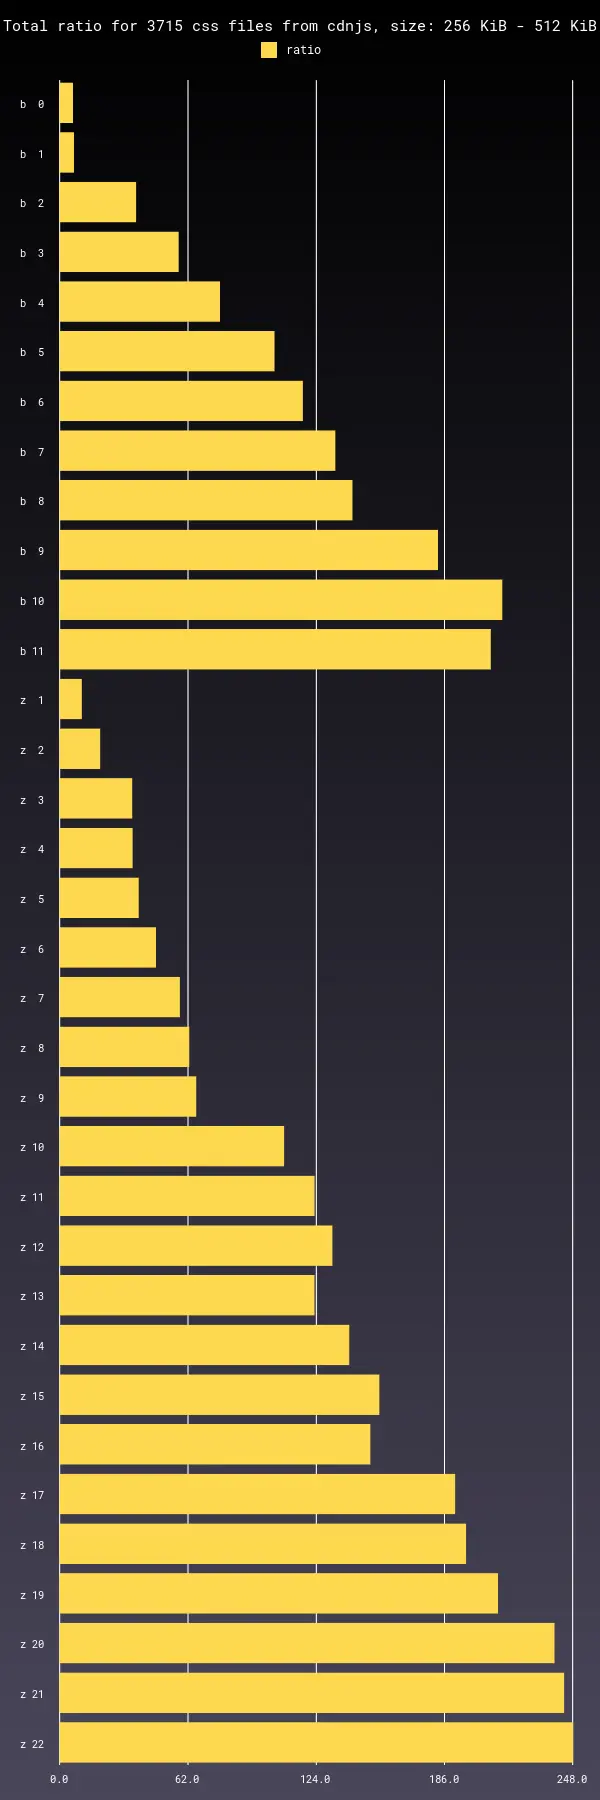 Total ratio for 3715 css files from cdnjs, size: 256 KiB - 512 KiB
ratio
b 0
b 1
b 2
b 3
b 4
b 5
b 6
b 7
b 8
b 9
b 10
b 11
z 1
z 2
z 3
z 4
z 5
z 6
z 7
z 8
z 9
z 10
z 11
z 12
z 13
z 14
z 15
z 16
z 17
z 18
z 19
z 20
z 21
z 22
0.0 62.0 124.0 186.0 248.0